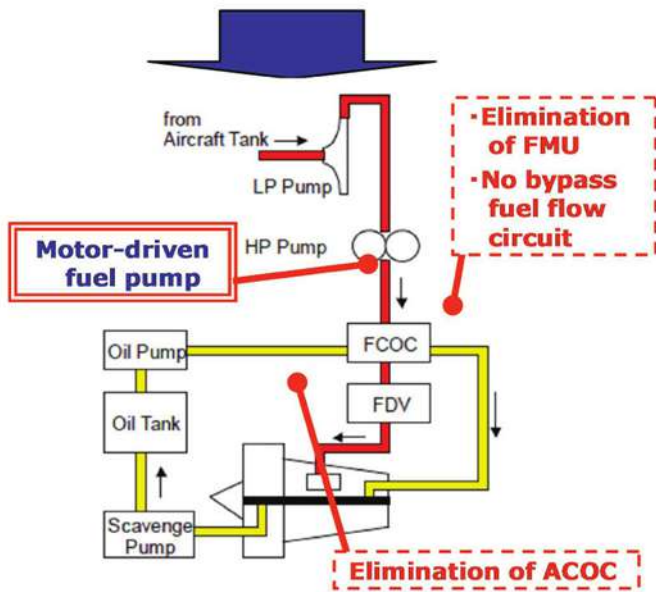 from
Aircraft Tank
LP Pump
・Elimination
of FMU
・No bypass
fuel flow
circuit
Motor-driven
fuel pump
HP Pump
Oil Pump
FCOC
FDV
Oil Tank
Scavenge
Pump
Elimination of ACOC